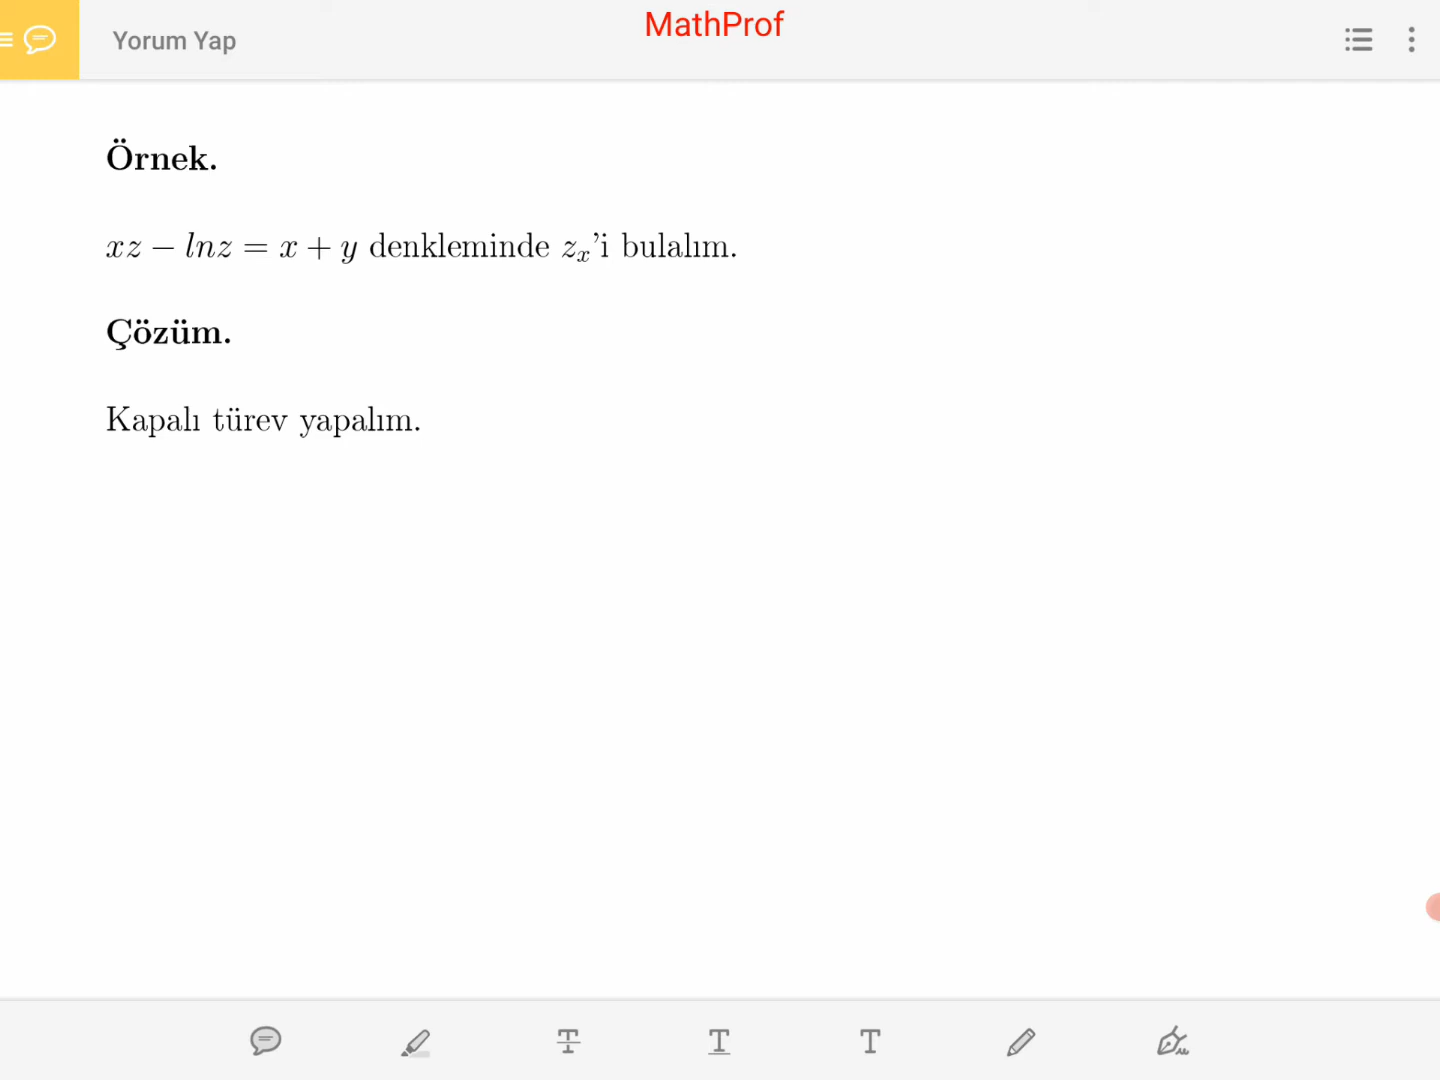 MathProf
Yorum Yap
Örnek.
xz − lnz = x + y denkleminde z_x'i bulalım.
Çözüm.
Kapalı türev yapalım.